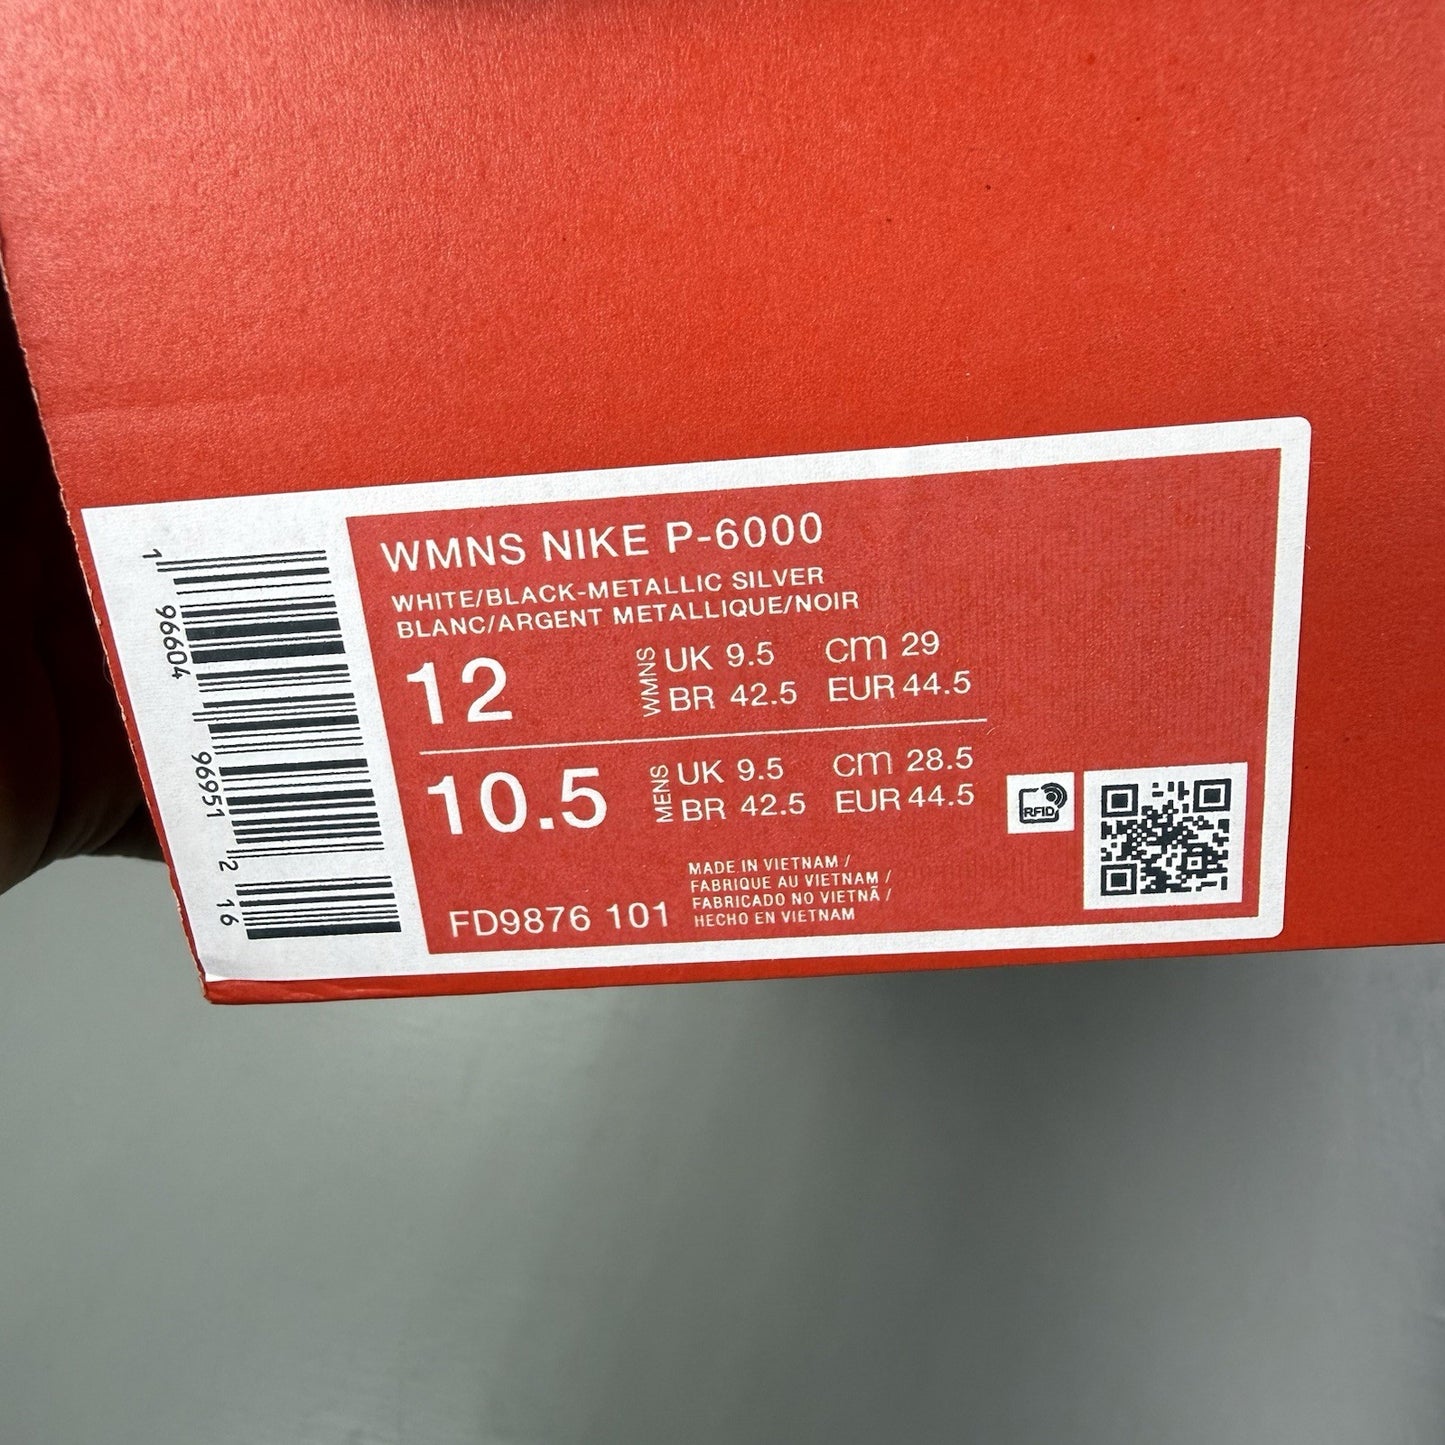 WMNS NIKE P-6000
WHITE/BLACK-METALLIC SILVER
BLANC/ARGENT METALLIQUE/NOIR
12 WMNS UK 9.5 cm 29
BR 42.5 EUR 44.5
10.5 MENS UK 9.5 cm 28.5
BR 42.5 EUR 44.5
MADE IN VIETNAM /
FABRIQUE AU VIETNAM /
FABRICADO NO VIETNÃ /
HECHO EN VIETNAM
FD9876 101
RFID
1 96604 96951 2 16